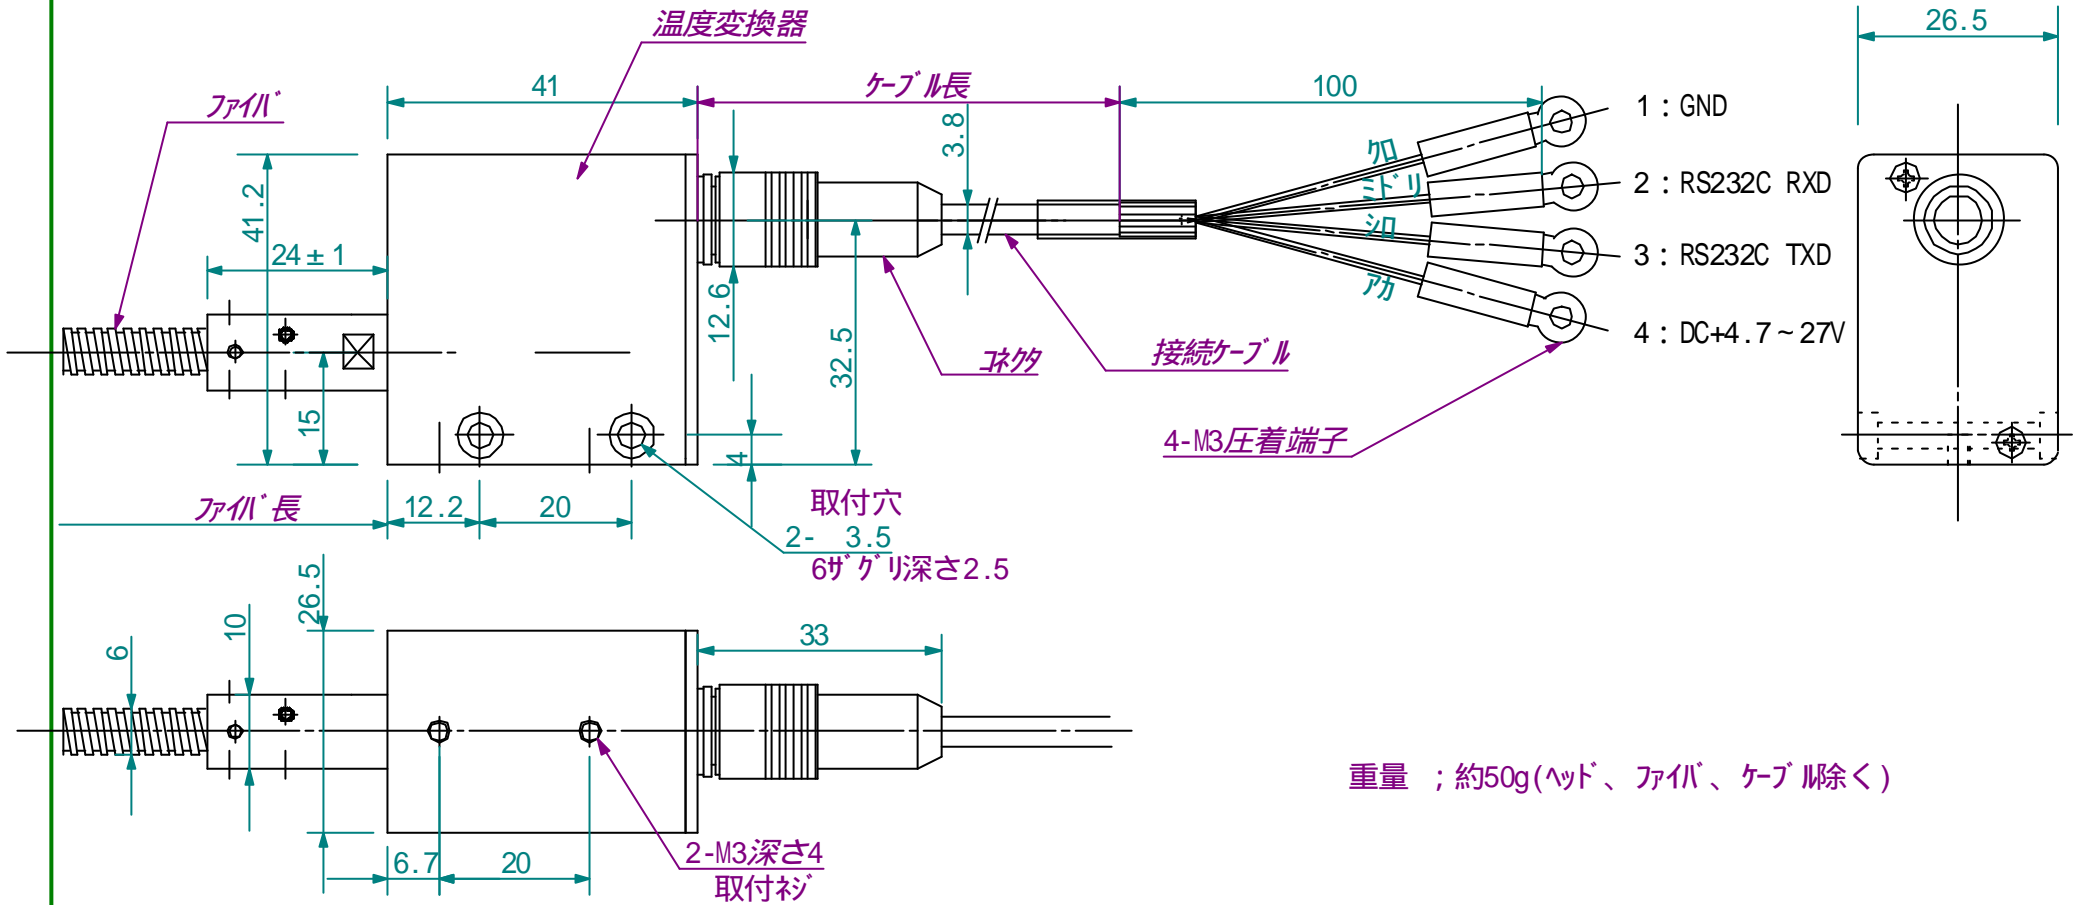 温度変換器
26.5
41
ケーブル長
100
ファイバ
3.8
1：GND
クロ
ミドリ
2：RS232C RXD
シロ
3：RS232C TXD
アカ
4：DC+4.7～27V
41.2
24±1
12.6
32.5
コネクタ
接続ケーブル
15
4
4-M3圧着端子
ファイバ長
12.2
20
取付穴
2-　3.5
6ザグリ深さ2.5
26.5
10
6
33
重量　；約50g(ヘッド、ファイバ、ケーブル除く)
6.7
20
2-M3深さ4
取付ネジ